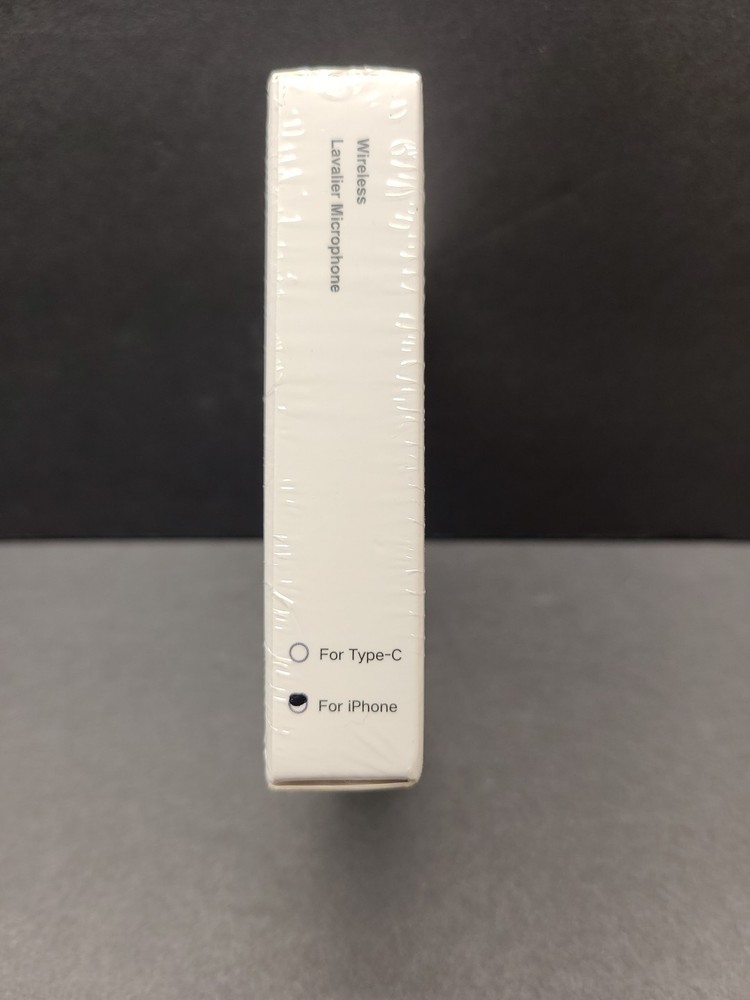 Wireless
Lavalier Microphone
For Type-C
For iPhone